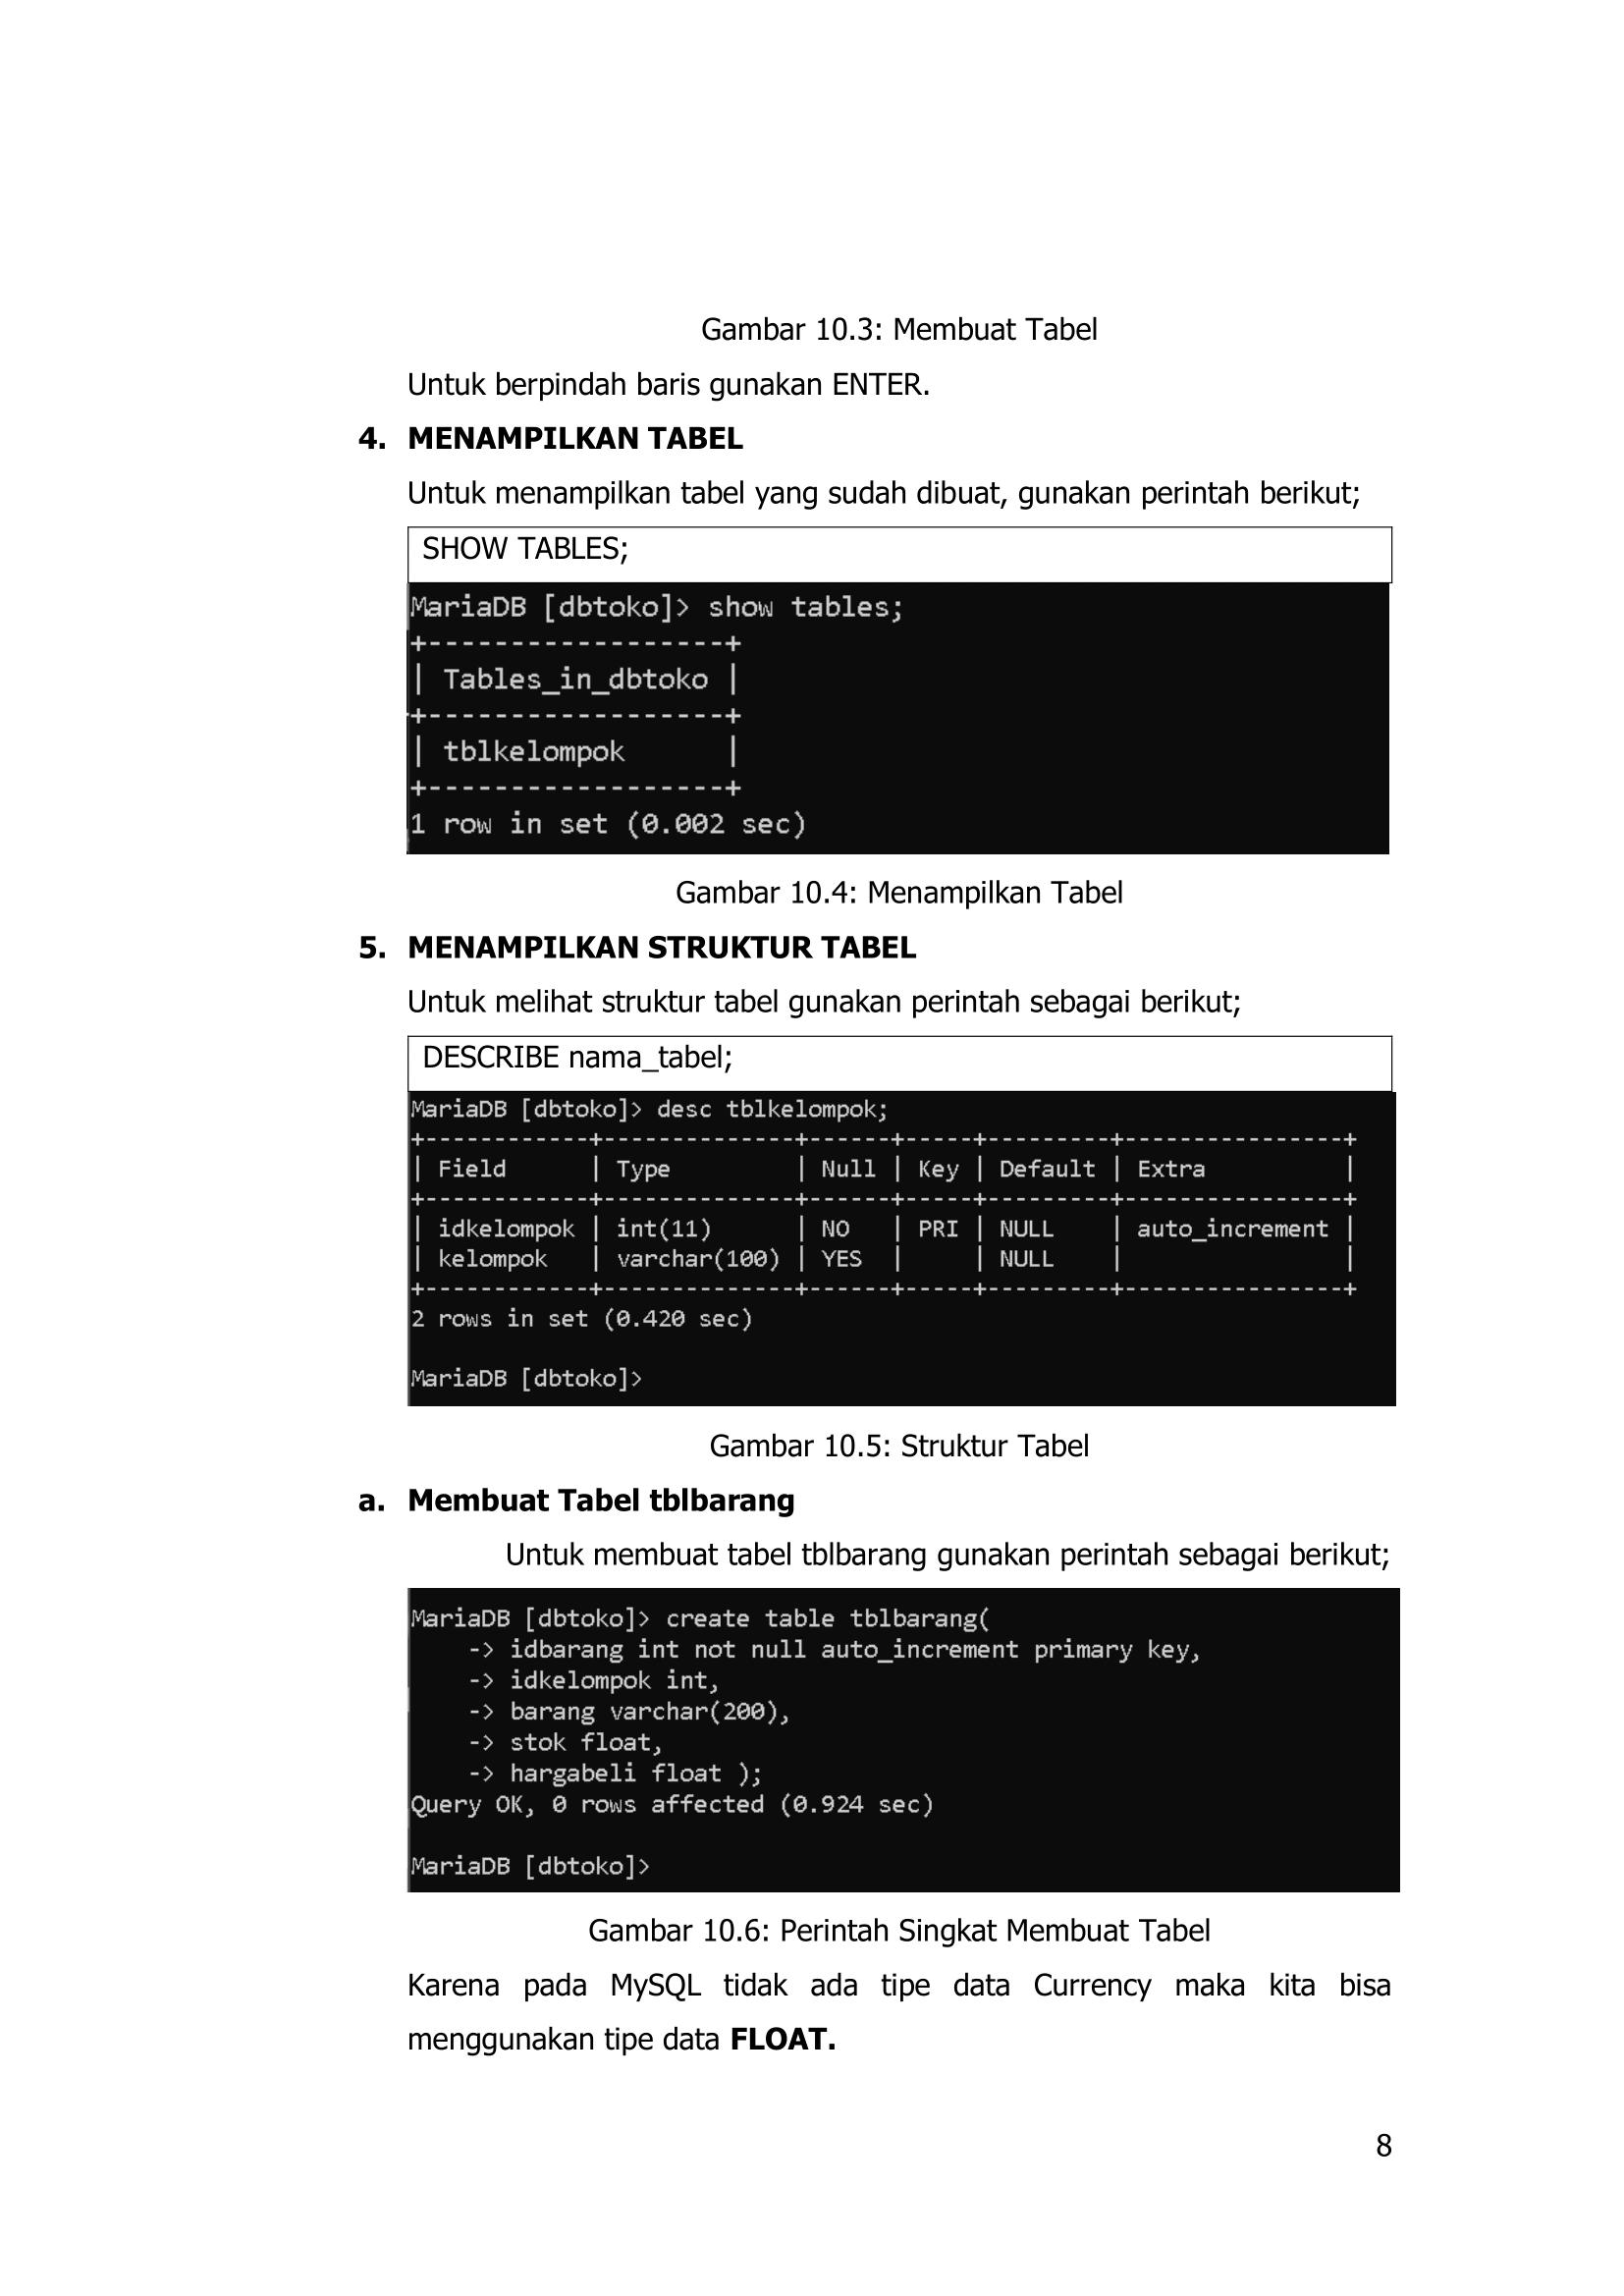 Gambar 10.3: Membuat Tabel
Untuk berpindah baris gunakan ENTER.
4. MENAMPILKAN TABEL
Untuk menampilkan tabel yang sudah dibuat, gunakan perintah berikut;
SHOW TABLES;
MariaDB [dbtoko]> show tables;
+------------------+
| Tables_in_dbtoko |
+------------------+
| tblkelompok      |
+------------------+
1 row in set (0.002 sec)
Gambar 10.4: Menampilkan Tabel
5. MENAMPILKAN STRUKTUR TABEL
Untuk melihat struktur tabel gunakan perintah sebagai berikut;
DESCRIBE nama_tabel;
MariaDB [dbtoko]> desc tblkelompok;
+------------+--------------+------+-----+---------+----------------+
| Field      | Type         | Null | Key | Default | Extra          |
+------------+--------------+------+-----+---------+----------------+
| idkelompok | int(11)      | NO   | PRI | NULL    | auto_increment |
| kelompok   | varchar(100) | YES  |     | NULL    |                |
+------------+--------------+------+-----+---------+----------------+
2 rows in set (0.420 sec)
MariaDB [dbtoko]>
Gambar 10.5: Struktur Tabel
a. Membuat Tabel tblbarang
Untuk membuat tabel tblbarang gunakan perintah sebagai berikut;
MariaDB [dbtoko]> create table tblbarang(
    -> idbarang int not null auto_increment primary key,
    -> idkelompok int,
    -> barang varchar(200),
    -> stok float,
    -> hargabeli float );
Query OK, 0 rows affected (0.924 sec)
MariaDB [dbtoko]>
Gambar 10.6: Perintah Singkat Membuat Tabel
Karena pada MySQL tidak ada tipe data Currency maka kita bisa
menggunakan tipe data FLOAT.
8